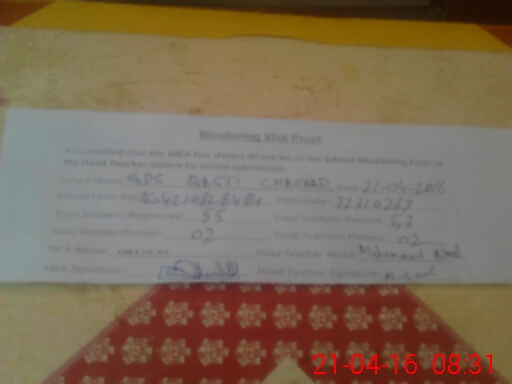 Monitoring Visit Proof
It is certified that the MEA has shown all entries of the School Monitoring Form to
the Head Teacher before his online submission.
School Name: GPS BASTI CHACHAR Date: 21-04-2016
School Form No: EMIS Code: 32310267
Total Students Registered: 55 Total Students Present: 53
Total Teachers Posted: 02 Total Teachers Present: 02
MEA Name: Head Teacher Name: Muhammad
MEA Signature: Head Teacher Signature:
21-04-16 08:31